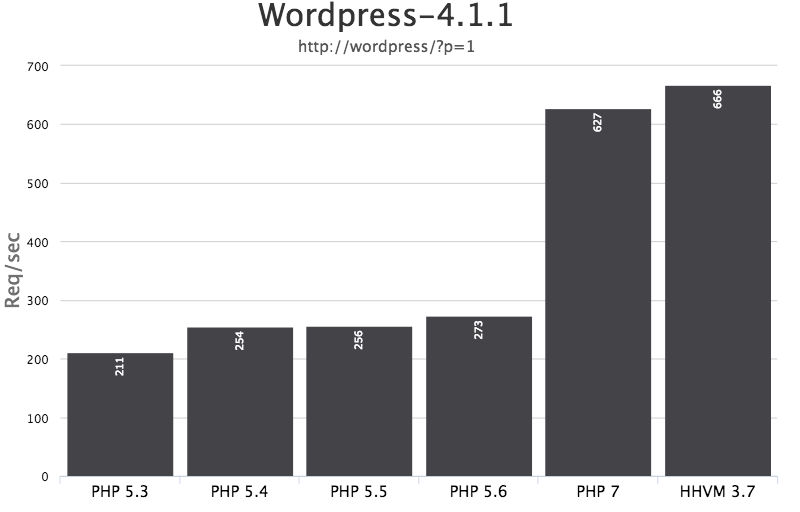 Wordpress-4.1.1
http://wordpress/?p=1
Req/sec
700
600
500
400
300
200
100
0
211
254
256
273
627
666
PHP 5.3
PHP 5.4
PHP 5.5
PHP 5.6
PHP 7
HHVM 3.7